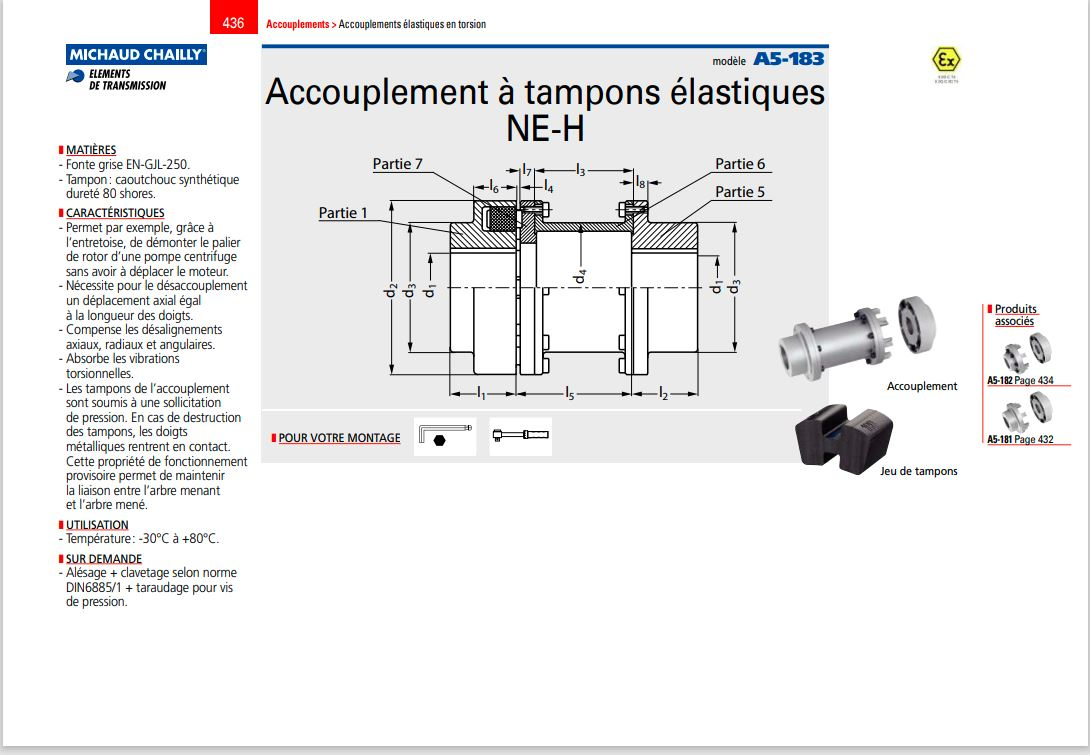 436
Accouplements > Accouplements élastiques en torsion
MICHAUD CHAILLY
ELEMENTS
DE TRANSMISSION
modèle A5-183
Accouplement à tampons élastiques
NE-H
MATIÈRES
- Fonte grise EN-GJL-250.
- Tampon : caoutchouc synthétique
dureté 80 shores.
CARACTÉRISTIQUES
- Permet par exemple, grâce à
l'entretoise, de démonter le palier
de rotor d'une pompe centrifuge
sans avoir à déplacer le moteur.
- Nécessite pour le désaccouplement
un déplacement axial égal
à la longueur des doigts.
- Compense les désalignements
axiaux, radiaux et angulaires.
- Absorbe les vibrations
torsionnelles.
- Les tampons de l'accouplement
sont soumis à une sollicitation
de pression. En cas de destruction
des tampons, les doigts
métalliques rentrent en contact.
Cette propriété de fonctionnement
provisoire permet de maintenir
la liaison entre l'arbre menant
et l'arbre mené.
UTILISATION
- Température : -30°C à +80°C.
SUR DEMANDE
- Alésage + clavetage selon norme
DIN6885/1 + taraudage pour vis
de pression.
Partie 7
Partie 6
Partie 5
Partie 1
l7
l3
l6
l4
l8
d2
d3
d1
d4
d1
d3
l1
l5
l2
POUR VOTRE MONTAGE
Accouplement
Jeu de tampons
Ex
Produits
associés
A5-182 Page 434
A5-181 Page 432